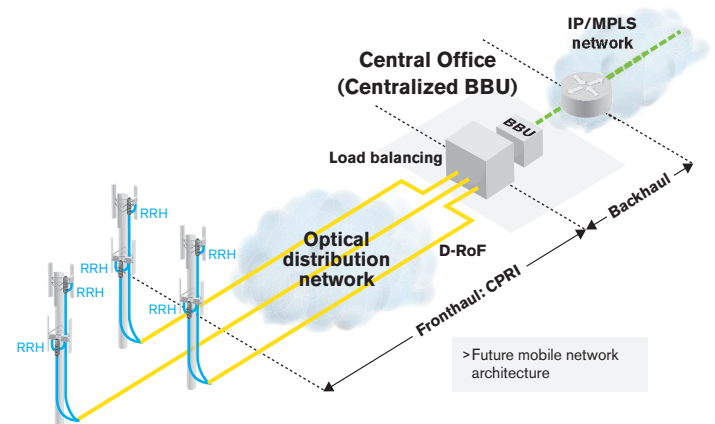 IP/MPLS
network
Central Office
(Centralized BBU)
BBU
Load balancing
Backhaul
RRH
RRH
RRH
RRH
RRH
RRH
Optical
distribution
network
D-RoF
Fronthaul: CPRI
>Future mobile network
architecture